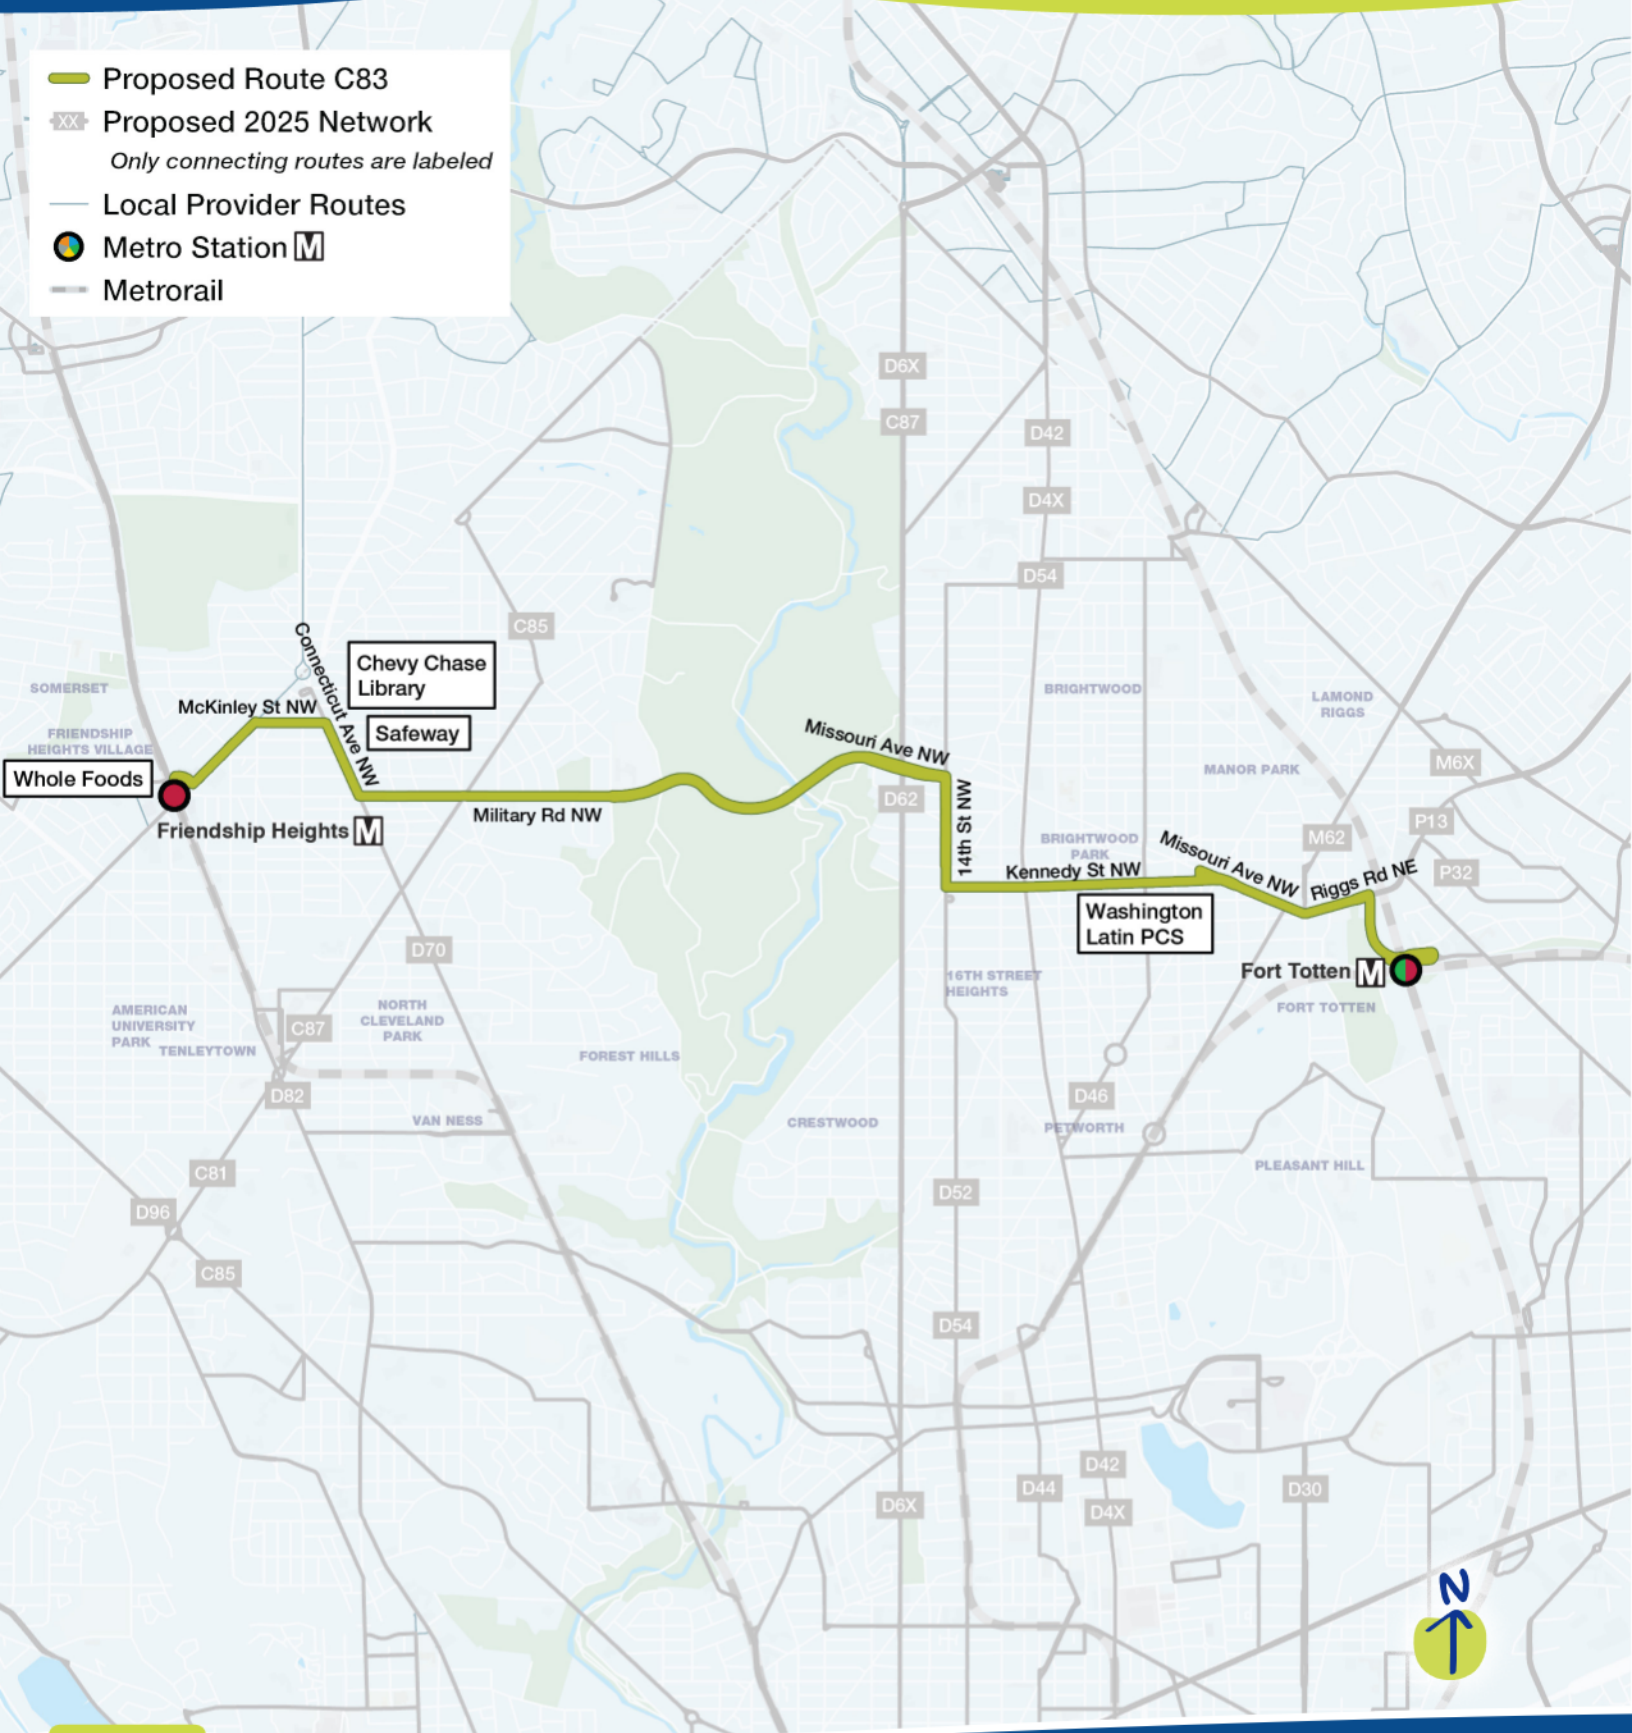 Proposed Route C83
XX Proposed 2025 Network
Only connecting routes are labeled
Local Provider Routes
Metro Station M
Metrorail
D6X
C87
D42
D4X
D54
C85
Connecticut Ave NW
Chevy Chase
Library
SOMERSET
BRIGHTWOOD
LAMOND
RIGGS
McKinley St NW
Safeway
FRIENDSHIP
HEIGHTS VILLAGE
Missouri Ave NW
M6X
MANOR PARK
Whole Foods
D62
14th St NW
Military Rd NW
P13
Friendship Heights M
BRIGHTWOOD
PARK
M62
Missouri Ave NW
Riggs Rd NE
Kennedy St NW
P32
Washington
Latin PCS
D70
16TH STREET
HEIGHTS
Fort Totten M
FORT TOTTEN
AMERICAN
UNIVERSITY
PARK
TENLEYTOWN
C87
NORTH
CLEVELAND
PARK
FOREST HILLS
D82
D46
VAN NESS
CRESTWOOD
PETWORTH
C81
PLEASANT HILL
D96
D52
C85
D54
D42
D44
D30
D6X
D4X
N